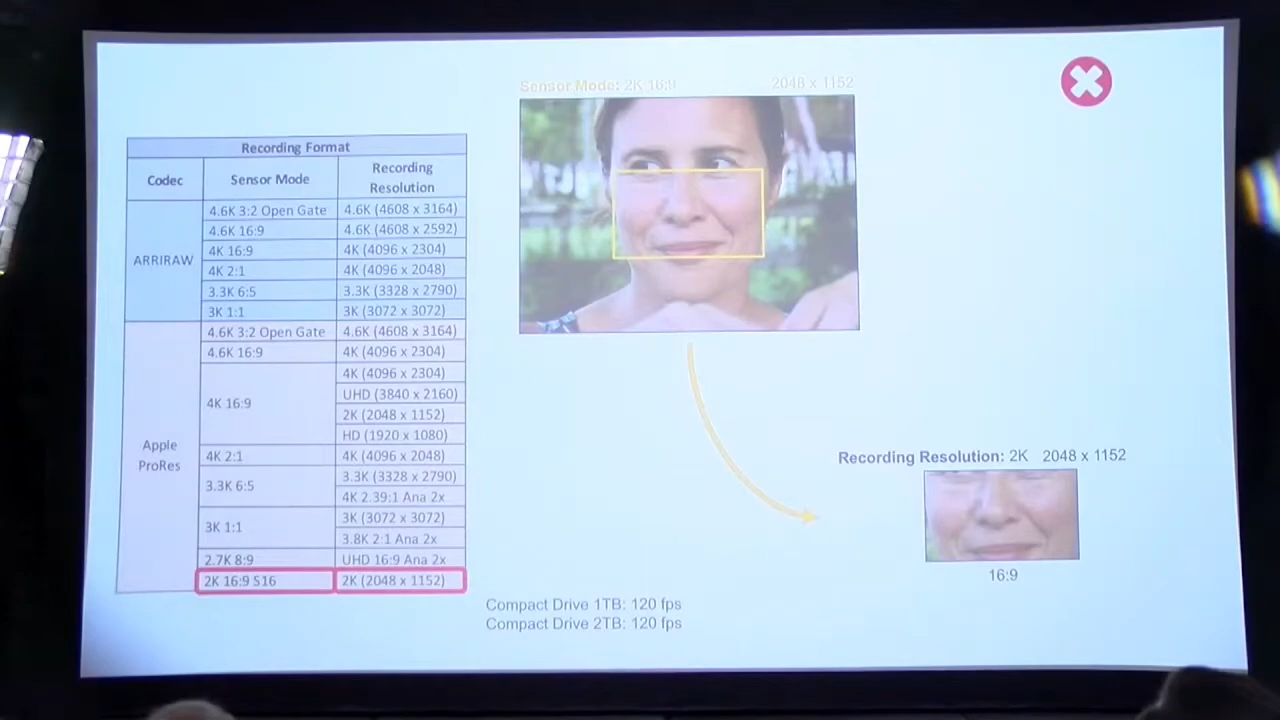 Sensor Mode: 2K 16:9 2048 x 1152
Recording Format
Codec Sensor Mode Recording Resolution
ARRIRAW
4.6K 3:2 Open Gate 4.6K (4608 x 3164)
4.6K 16:9 4.6K (4608 x 2592)
4K 16:9 4K (4096 x 2304)
4K 2:1 4K (4096 x 2048)
3.3K 6:5 3.3K (3328 x 2790)
3K 1:1 3K (3072 x 3072)
Apple ProRes
4.6K 3:2 Open Gate 4.6K (4608 x 3164)
4.6K 16:9 4K (4096 x 2304)
4K 16:9 4K (4096 x 2304)
UHD (3840 x 2160)
2K (2048 x 1152)
HD (1920 x 1080)
4K 2:1 4K (4096 x 2048)
3.3K 6:5 3.3K (3328 x 2790)
4K 2.39:1 Ana 2x
3K 1:1 3K (3072 x 3072)
3.8K 2:1 Ana 2x
2.7K 8:9 UHD 16:9 Ana 2x
2K 16:9 S16 2K (2048 x 1152)
Recording Resolution: 2K 2048 x 1152
16:9
Compact Drive 1TB: 120 fps
Compact Drive 2TB: 120 fps